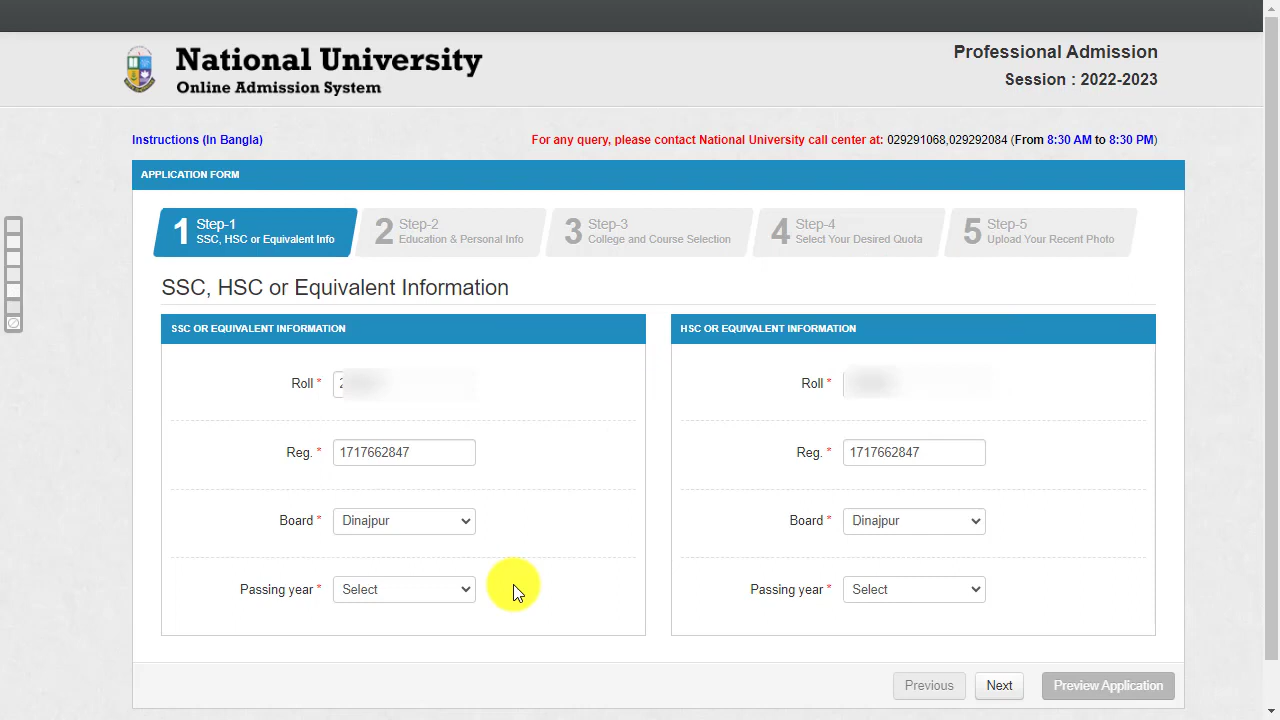 National University
Online Admission System
Professional Admission
Session : 2022-2023
Instructions (In Bangla)
For any query, please contact National University call center at: 029291068,029292084 (From 8:30 AM to 8:30 PM)
APPLICATION FORM
1 Step-1
SSC, HSC or Equivalent Info
2 Step-2
Education & Personal Info
3 Step-3
College and Course Selection
4 Step-4
Select Your Desired Quota
5 Step-5
Upload Your Recent Photo
SSC, HSC or Equivalent Information
SSC OR EQUIVALENT INFORMATION
Roll *
Reg. * 1717662847
Board * Dinajpur
Passing year * Select
HSC OR EQUIVALENT INFORMATION
Roll *
Reg. * 1717662847
Board * Dinajpur
Passing year * Select
Previous
Next
Preview Application